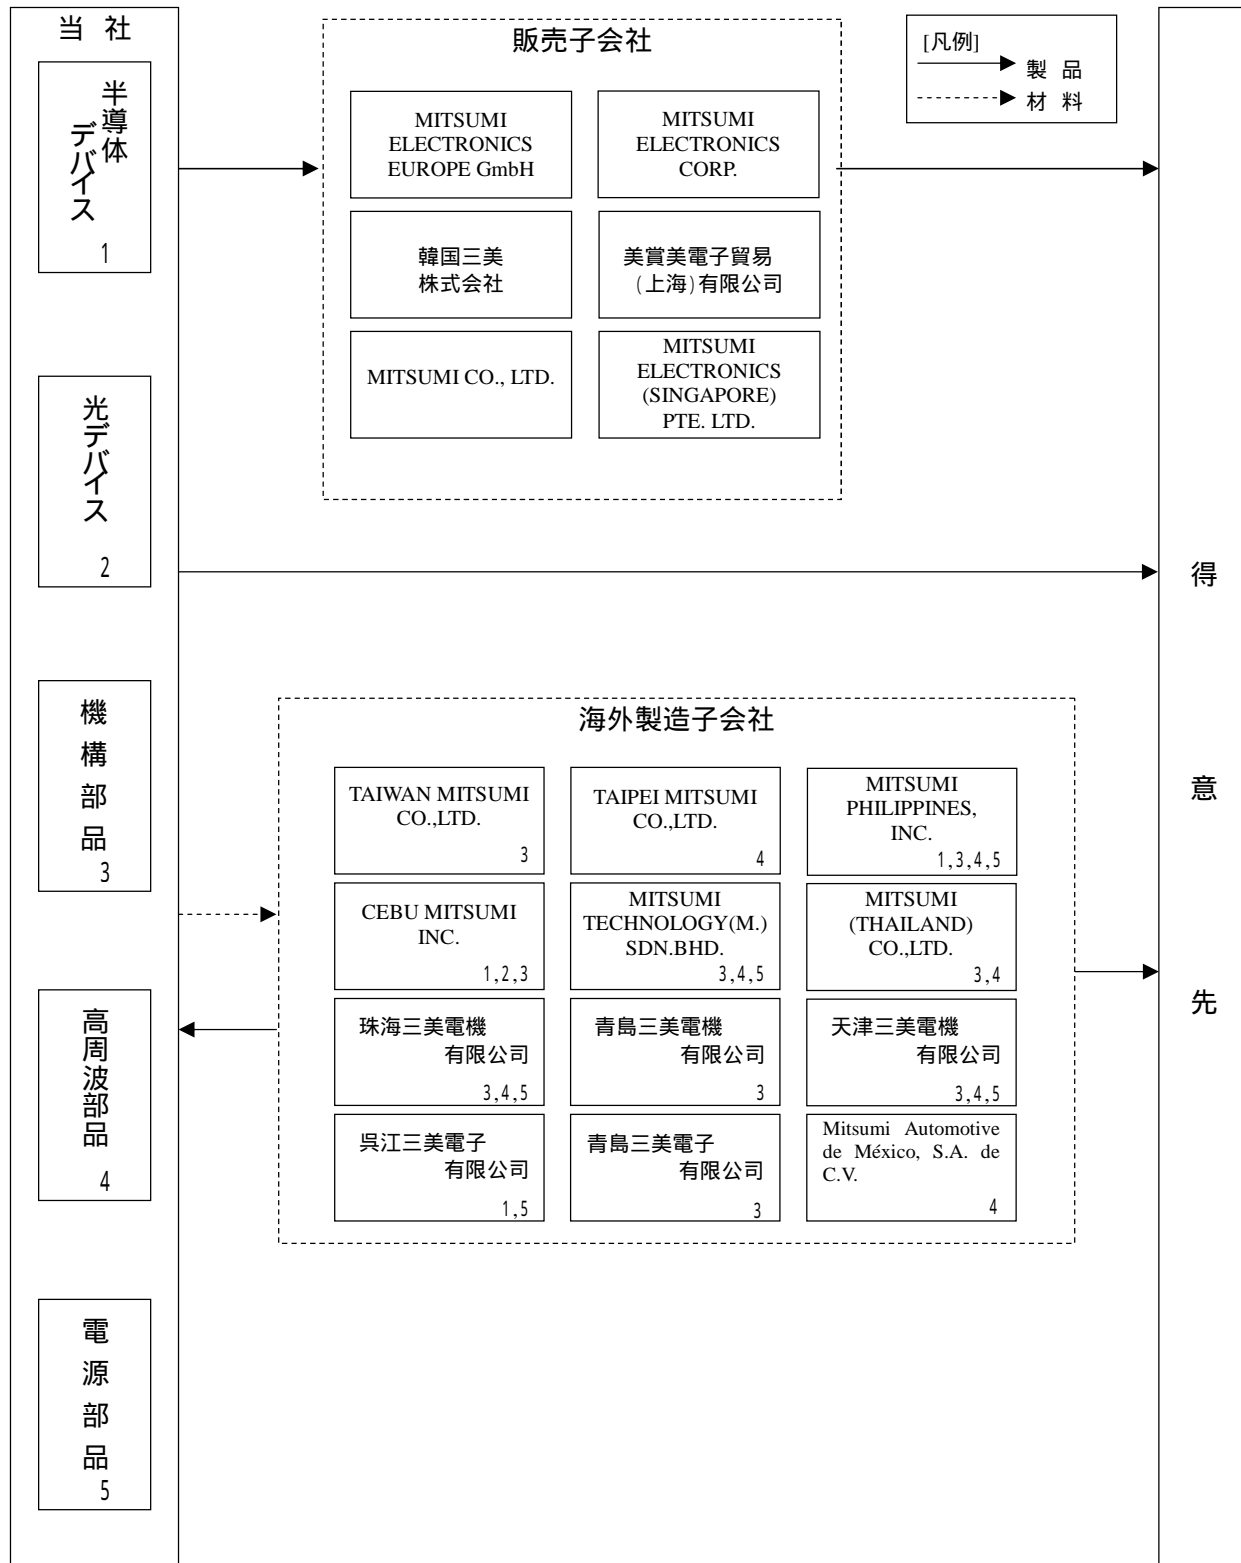 当社
半導体
デバイス
1
光デバイス
2
機構部品
3
高周波部品
4
電源部品
5
販売子会社
MITSUMI
ELECTRONICS
EUROPE GmbH
MITSUMI
ELECTRONICS
CORP.
韓国三美
株式会社
美賞美電子貿易
(上海)有限公司
MITSUMI CO., LTD.
MITSUMI
ELECTRONICS
(SINGAPORE)
PTE. LTD.
[凡例]
製品
材料
海外製造子会社
TAIWAN MITSUMI
CO.,LTD.
3
TAIPEI MITSUMI
CO.,LTD.
4
MITSUMI
PHILIPPINES,
INC.
1,3,4,5
CEBU MITSUMI
INC.
1,2,3
MITSUMI
TECHNOLOGY(M.)
SDN.BHD.
3,4,5
MITSUMI
(THAILAND)
CO.,LTD.
3,4
珠海三美電機
有限公司
3,4,5
青島三美電機
有限公司
3
天津三美電機
有限公司
3,4,5
呉江三美電子
有限公司
1,5
青島三美電子
有限公司
3
Mitsumi Automotive
de México, S.A. de
C.V.
4
得意先